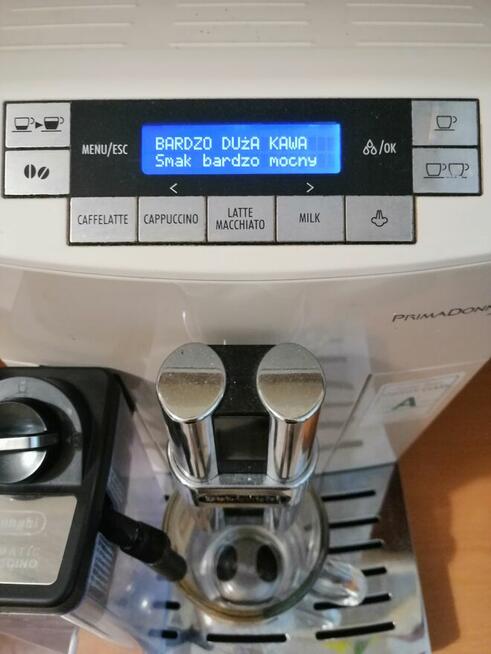 MENU/ESC
BARDZO DUżA KAWA
Smak bardzo mocny
/OK
<
>
CAFFELATTE
CAPPUCCINO
LATTE
MACCHIATO
MILK
PRIMADONNA
A